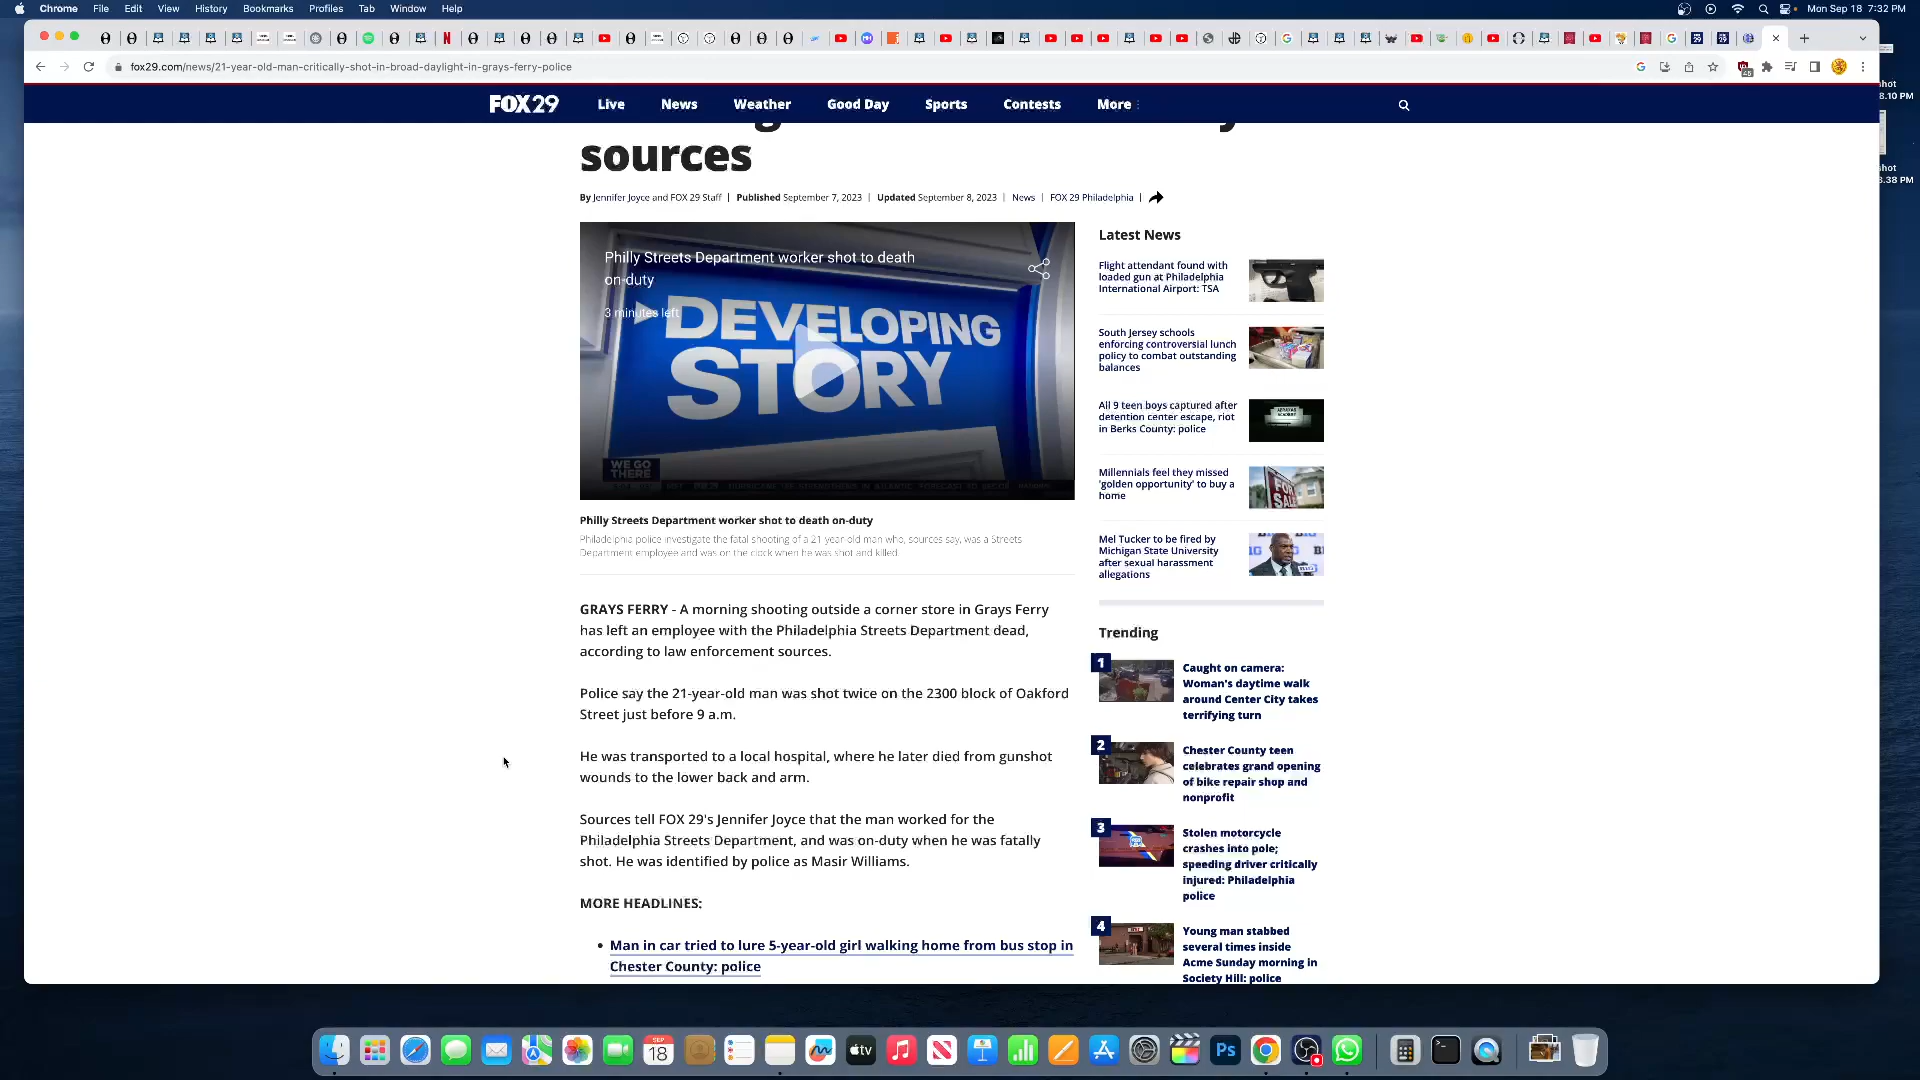 Chrome File Edit View History Bookmarks Profiles Tab Window Help
Mon Sep 18 7:32 PM
fox29.com/news/21-year-old-man-critically-shot-in-broad-daylight-in-grays-ferry-police
FOX 29 Live News Weather Good Day Sports Contests More
sources
By Jennifer Joyce and FOX 29 Staff | Published September 7, 2023 | Updated September 8, 2023 | News | FOX 29 Philadelphia |
Philly Streets Department worker shot to death
on-duty
3 minutes left
DEVELOPING
STORY
WE GO
THERE
Philly Streets Department worker shot to death on-duty
Philadelphia police investigate the fatal shooting of a 21 year old man who, sources say, was a Streets
Department employee and was on the clock when he was shot and killed.
GRAYS FERRY - A morning shooting outside a corner store in Grays Ferry
has left an employee with the Philadelphia Streets Department dead,
according to law enforcement sources.
Police say the 21-year-old man was shot twice on the 2300 block of Oakford
Street just before 9 a.m.
He was transported to a local hospital, where he later died from gunshot
wounds to the lower back and arm.
Sources tell FOX 29's Jennifer Joyce that the man worked for the
Philadelphia Streets Department, and was on-duty when he was fatally
shot. He was identified by police as Masir Williams.
MORE HEADLINES:
• Man in car tried to lure 5-year-old girl walking home from bus stop in
Chester County: police
Latest News
Flight attendant found with
loaded gun at Philadelphia
International Airport: TSA
South Jersey schools
enforcing controversial lunch
policy to combat outstanding
balances
All 9 teen boys captured after
detention center escape, riot
in Berks County: police
Millennials feel they missed
'golden opportunity' to buy a
home
FOR
SALE
Mel Tucker to be fired by
Michigan State University
after sexual harassment
allegations
Trending
1
Caught on camera:
Woman's daytime walk
around Center City takes
terrifying turn
2
Chester County teen
celebrates grand opening
of bike repair shop and
nonprofit
3
Stolen motorcycle
crashes into pole;
speeding driver critically
injured: Philadelphia
police
4
Young man stabbed
several times inside
Acme Sunday morning in
Society Hill: police
hot
8.10 PM
hot
8.38 PM
SEP
18
tv
Ps